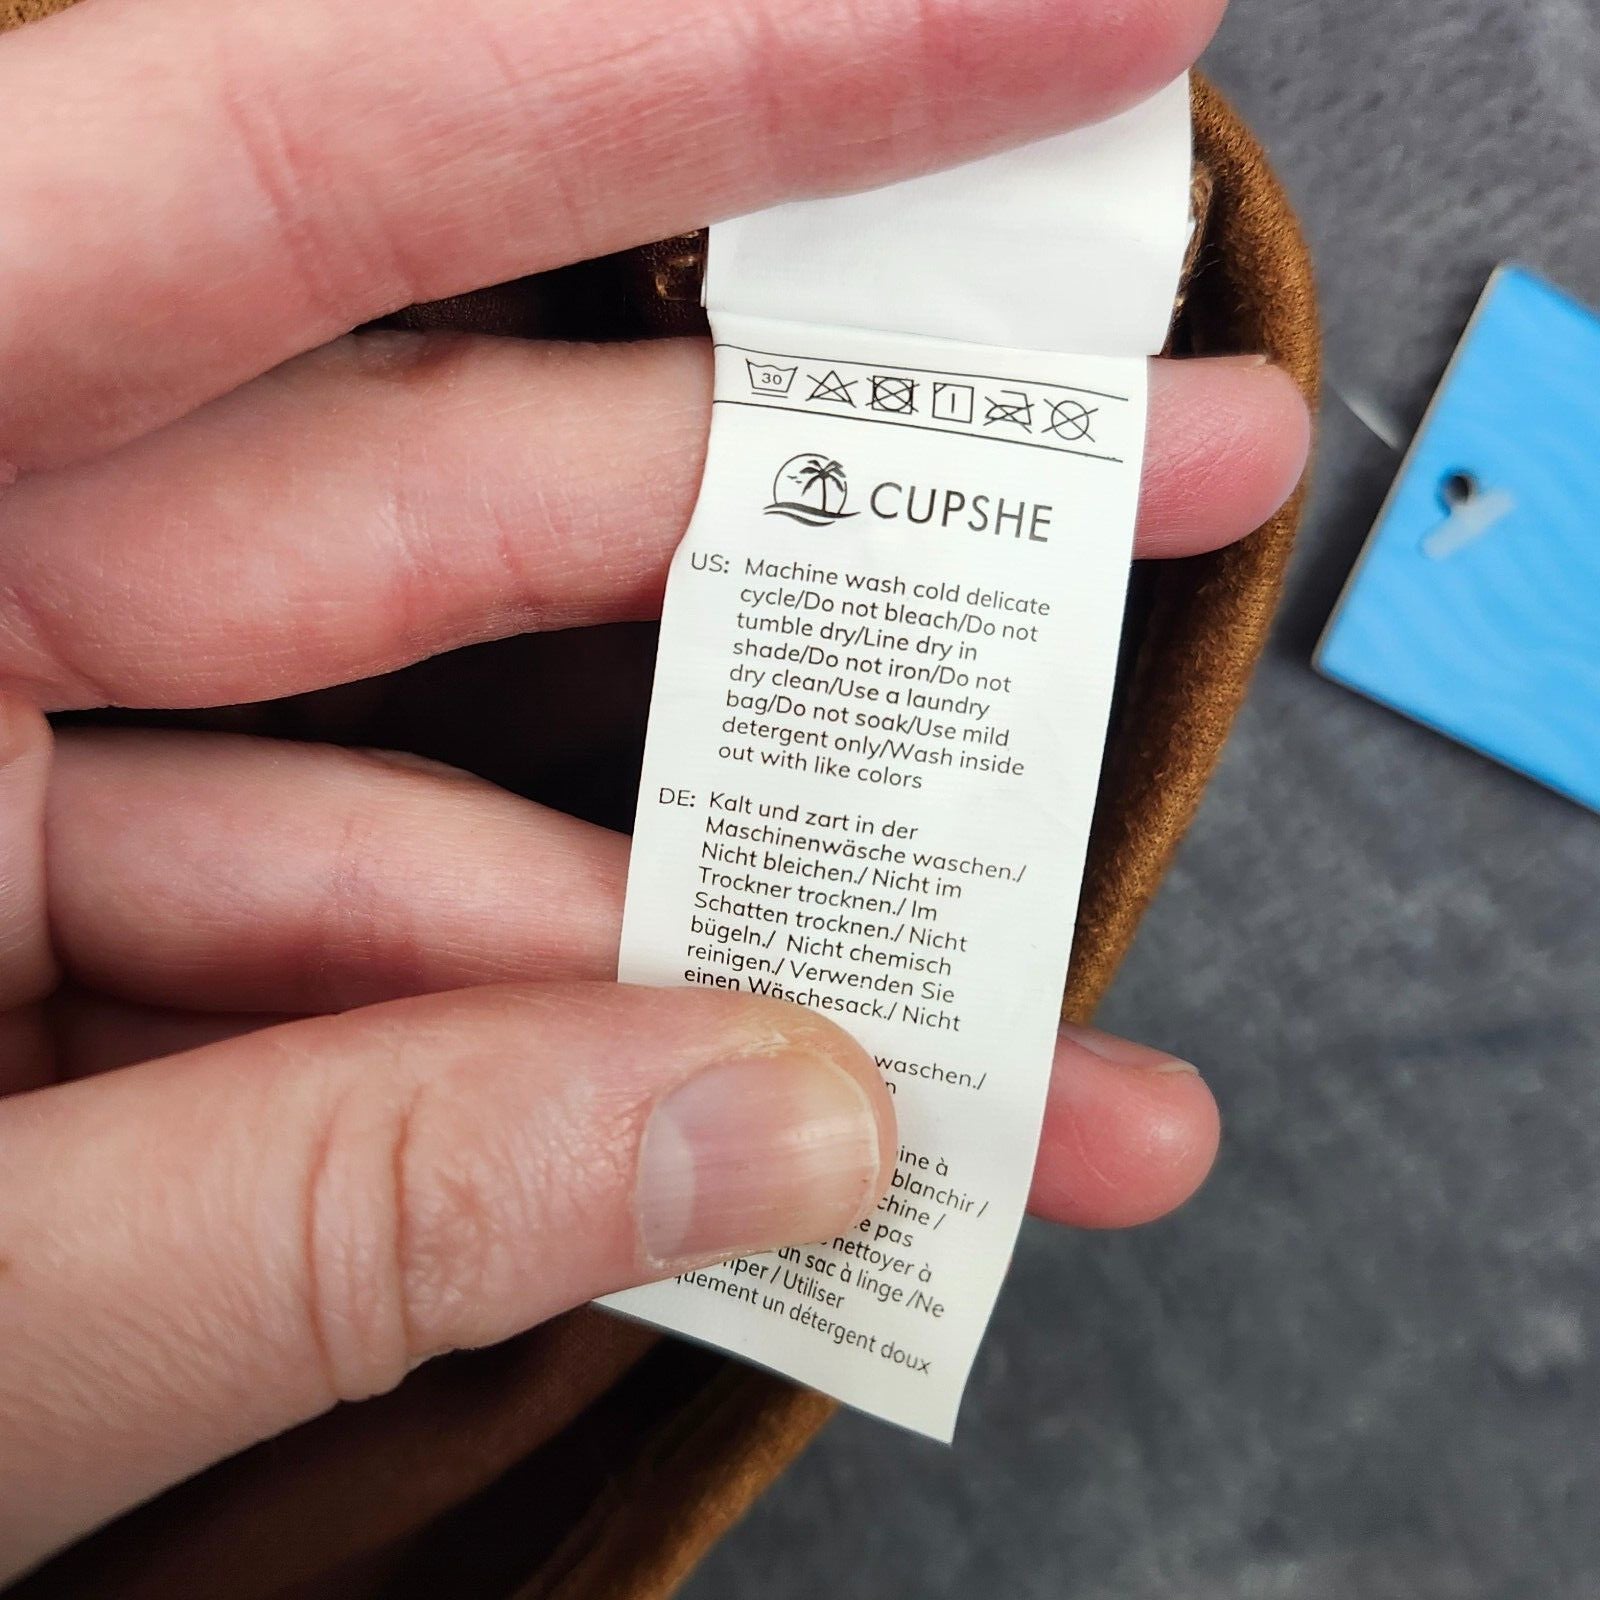 30
CUPSHE
US: Machine wash cold delicate
cycle/Do not bleach/Do not
tumble dry/Line dry in
shade/Do not iron/Do not
dry clean/Use a laundry
bag/Do not soak/Use mild
detergent only/Wash inside
out with like colors
DE: Kalt und zart in der
Maschinenwäsche waschen./
Nicht bleichen./ Nicht im
Trockner trocknen./ Im
Schatten trocknen./ Nicht
bügeln./ Nicht chemisch
reinigen./ Verwenden Sie
einen Wäschesack./ Nicht
waschen./
à
blanchir /
/
pas
nettoyer à
un sac à linge /Ne
/ Utiliser
un détergent doux